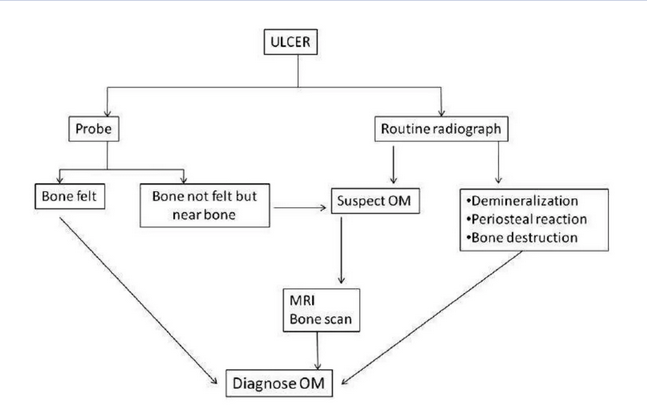 ULCER
Probe
Routine radiograph
Bone felt
Bone not felt but
near bone
Suspect OM
•Demineralization
•Periosteal reaction
•Bone destruction
MRI
Bone scan
Diagnose OM